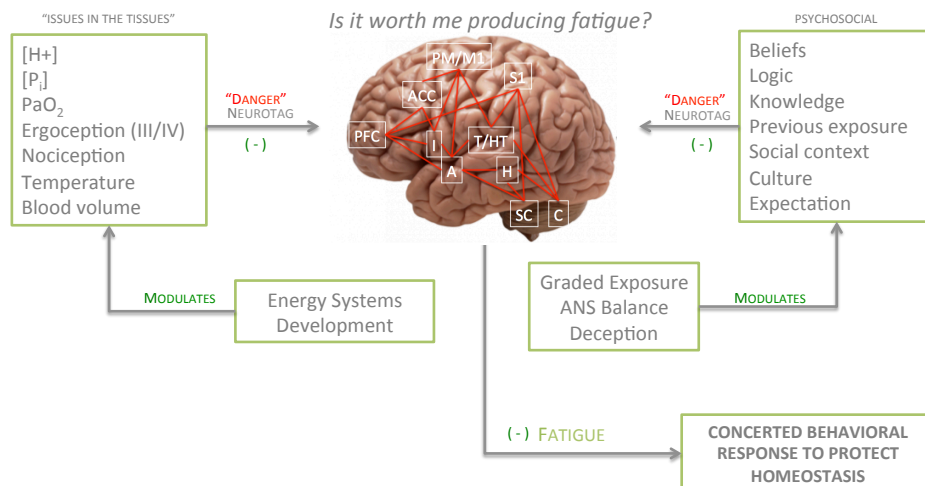 “ISSUES IN THE TISSUES”
[H+]
[Pi]
PaO2
Ergoception (III/IV)
Nociception
Temperature
Blood volume
“DANGER”
NEUROTAG
(-)
Is it worth me producing fatigue?
PM/M1
S1
ACC
PFC
I
T/HT
A
H
SC
C
“DANGER”
NEUROTAG
(-)
PSYCHOSOCIAL
Beliefs
Logic
Knowledge
Previous exposure
Social context
Culture
Expectation
MODULATES
Energy Systems
Development
Graded Exposure
ANS Balance
Deception
MODULATES
(-) FATIGUE
CONCERTED BEHAVIORAL
RESPONSE TO PROTECT
HOMEOSTASIS